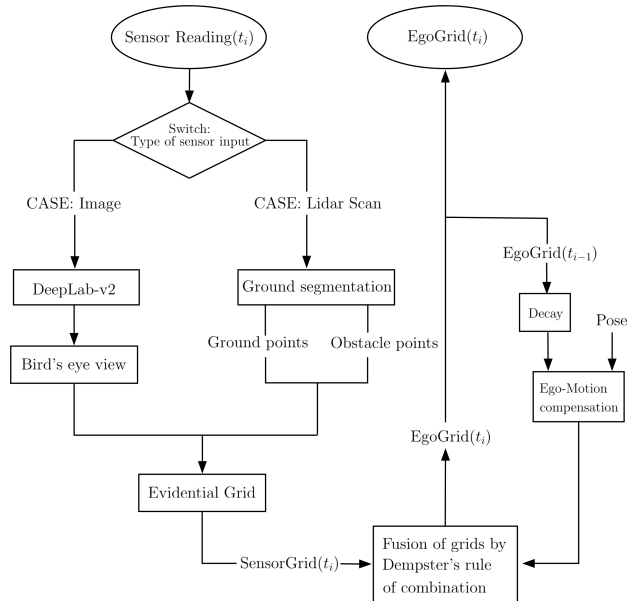 Sensor Reading(t_i)
EgoGrid(t_i)
Switch:
Type of sensor input
CASE: Image
CASE: Lidar Scan
EgoGrid(t_{i−1})
DeepLab-v2
Ground segmentation
Decay
Pose
Ground points
Obstacle points
Bird's eye view
Ego-Motion
compensation
EgoGrid(t_i)
Evidential Grid
SensorGrid(t_i)
Fusion of grids by
Dempster's rule
of combination